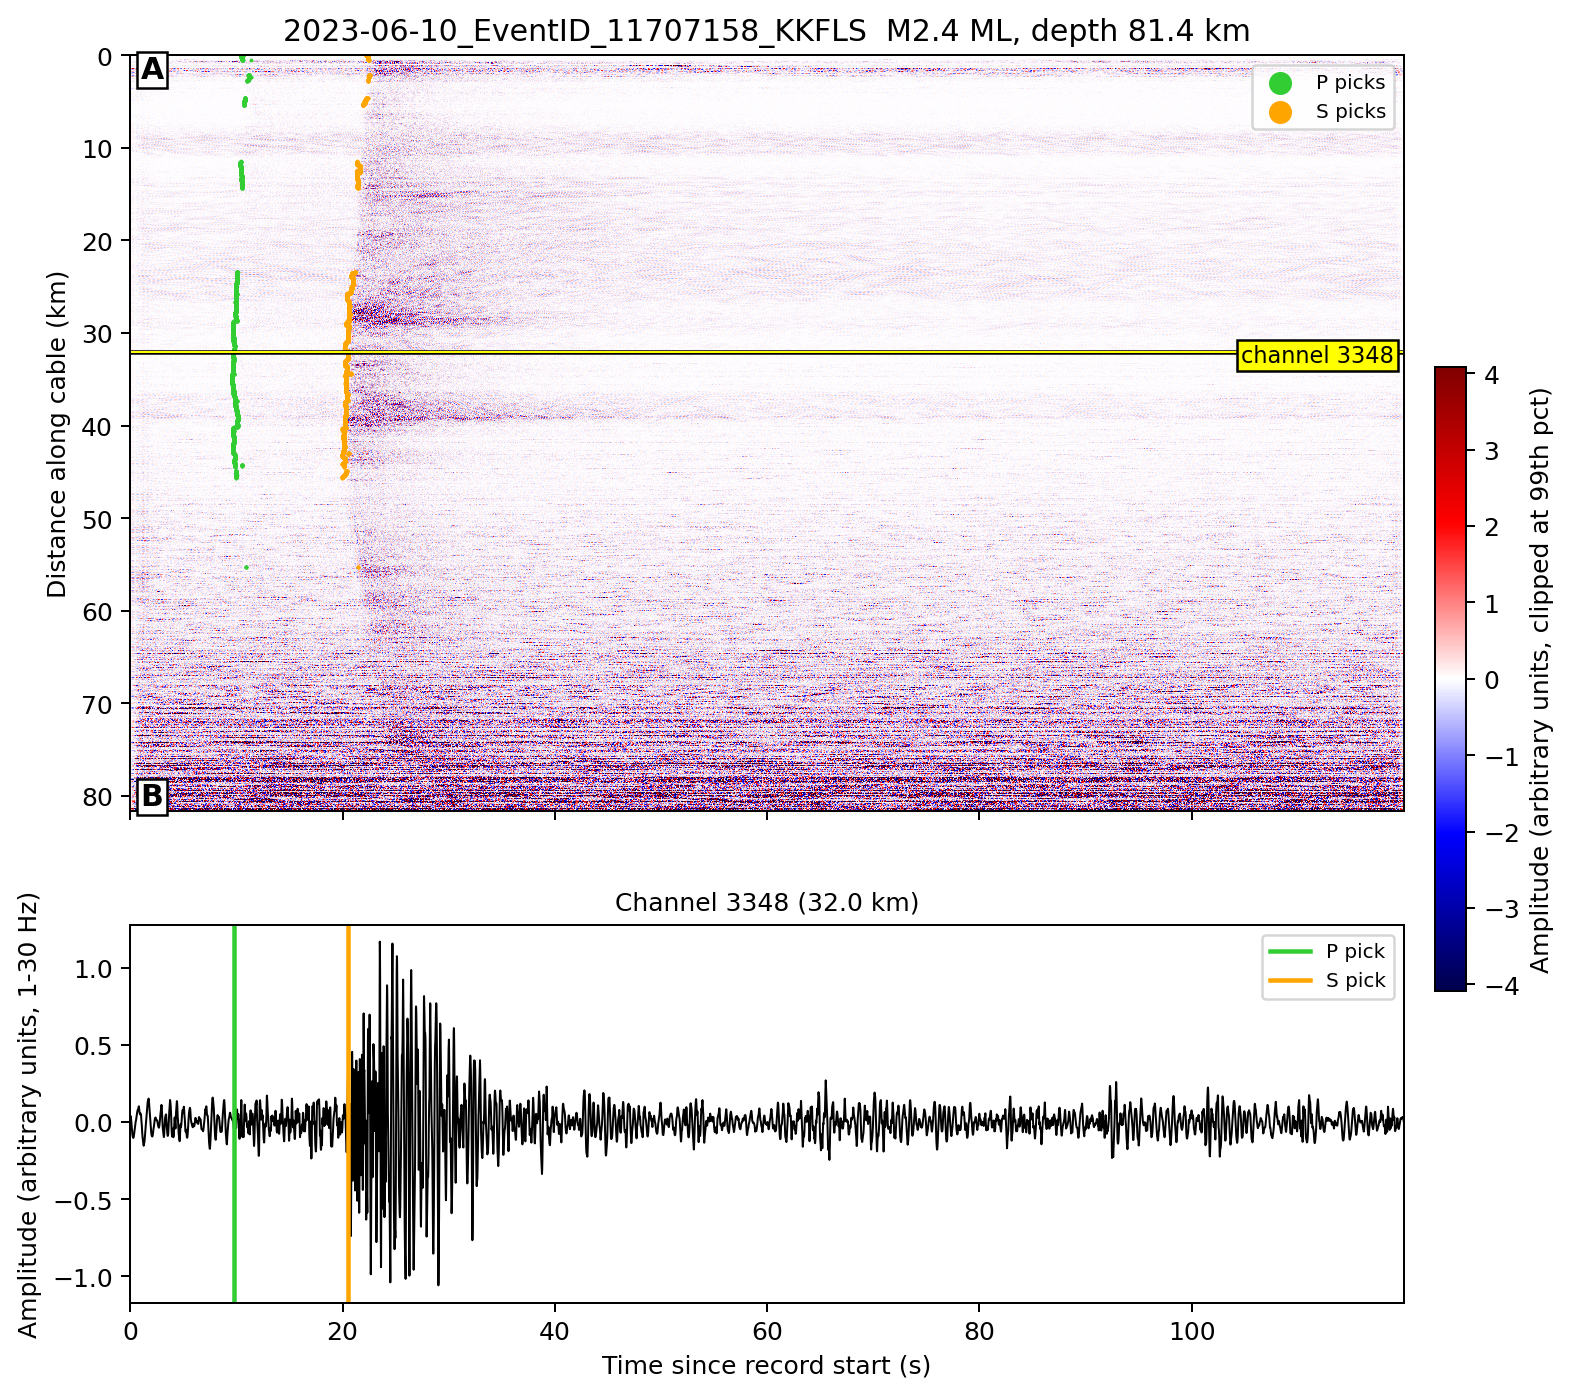 2023-06-10_EventID_11707158_KKFLS  M2.4 ML, depth 81.4 km
A
B
P picks
S picks
channel 3348
0
10
20
30
40
50
60
70
80
Distance along cable (km)
4
3
2
1
0
−1
−2
−3
−4
Amplitude (arbitrary units, clipped at 99th pct)
Channel 3348 (32.0 km)
P pick
S pick
1.0
0.5
0.0
−0.5
−1.0
Amplitude (arbitrary units, 1-30 Hz)
0
20
40
60
80
100
Time since record start (s)